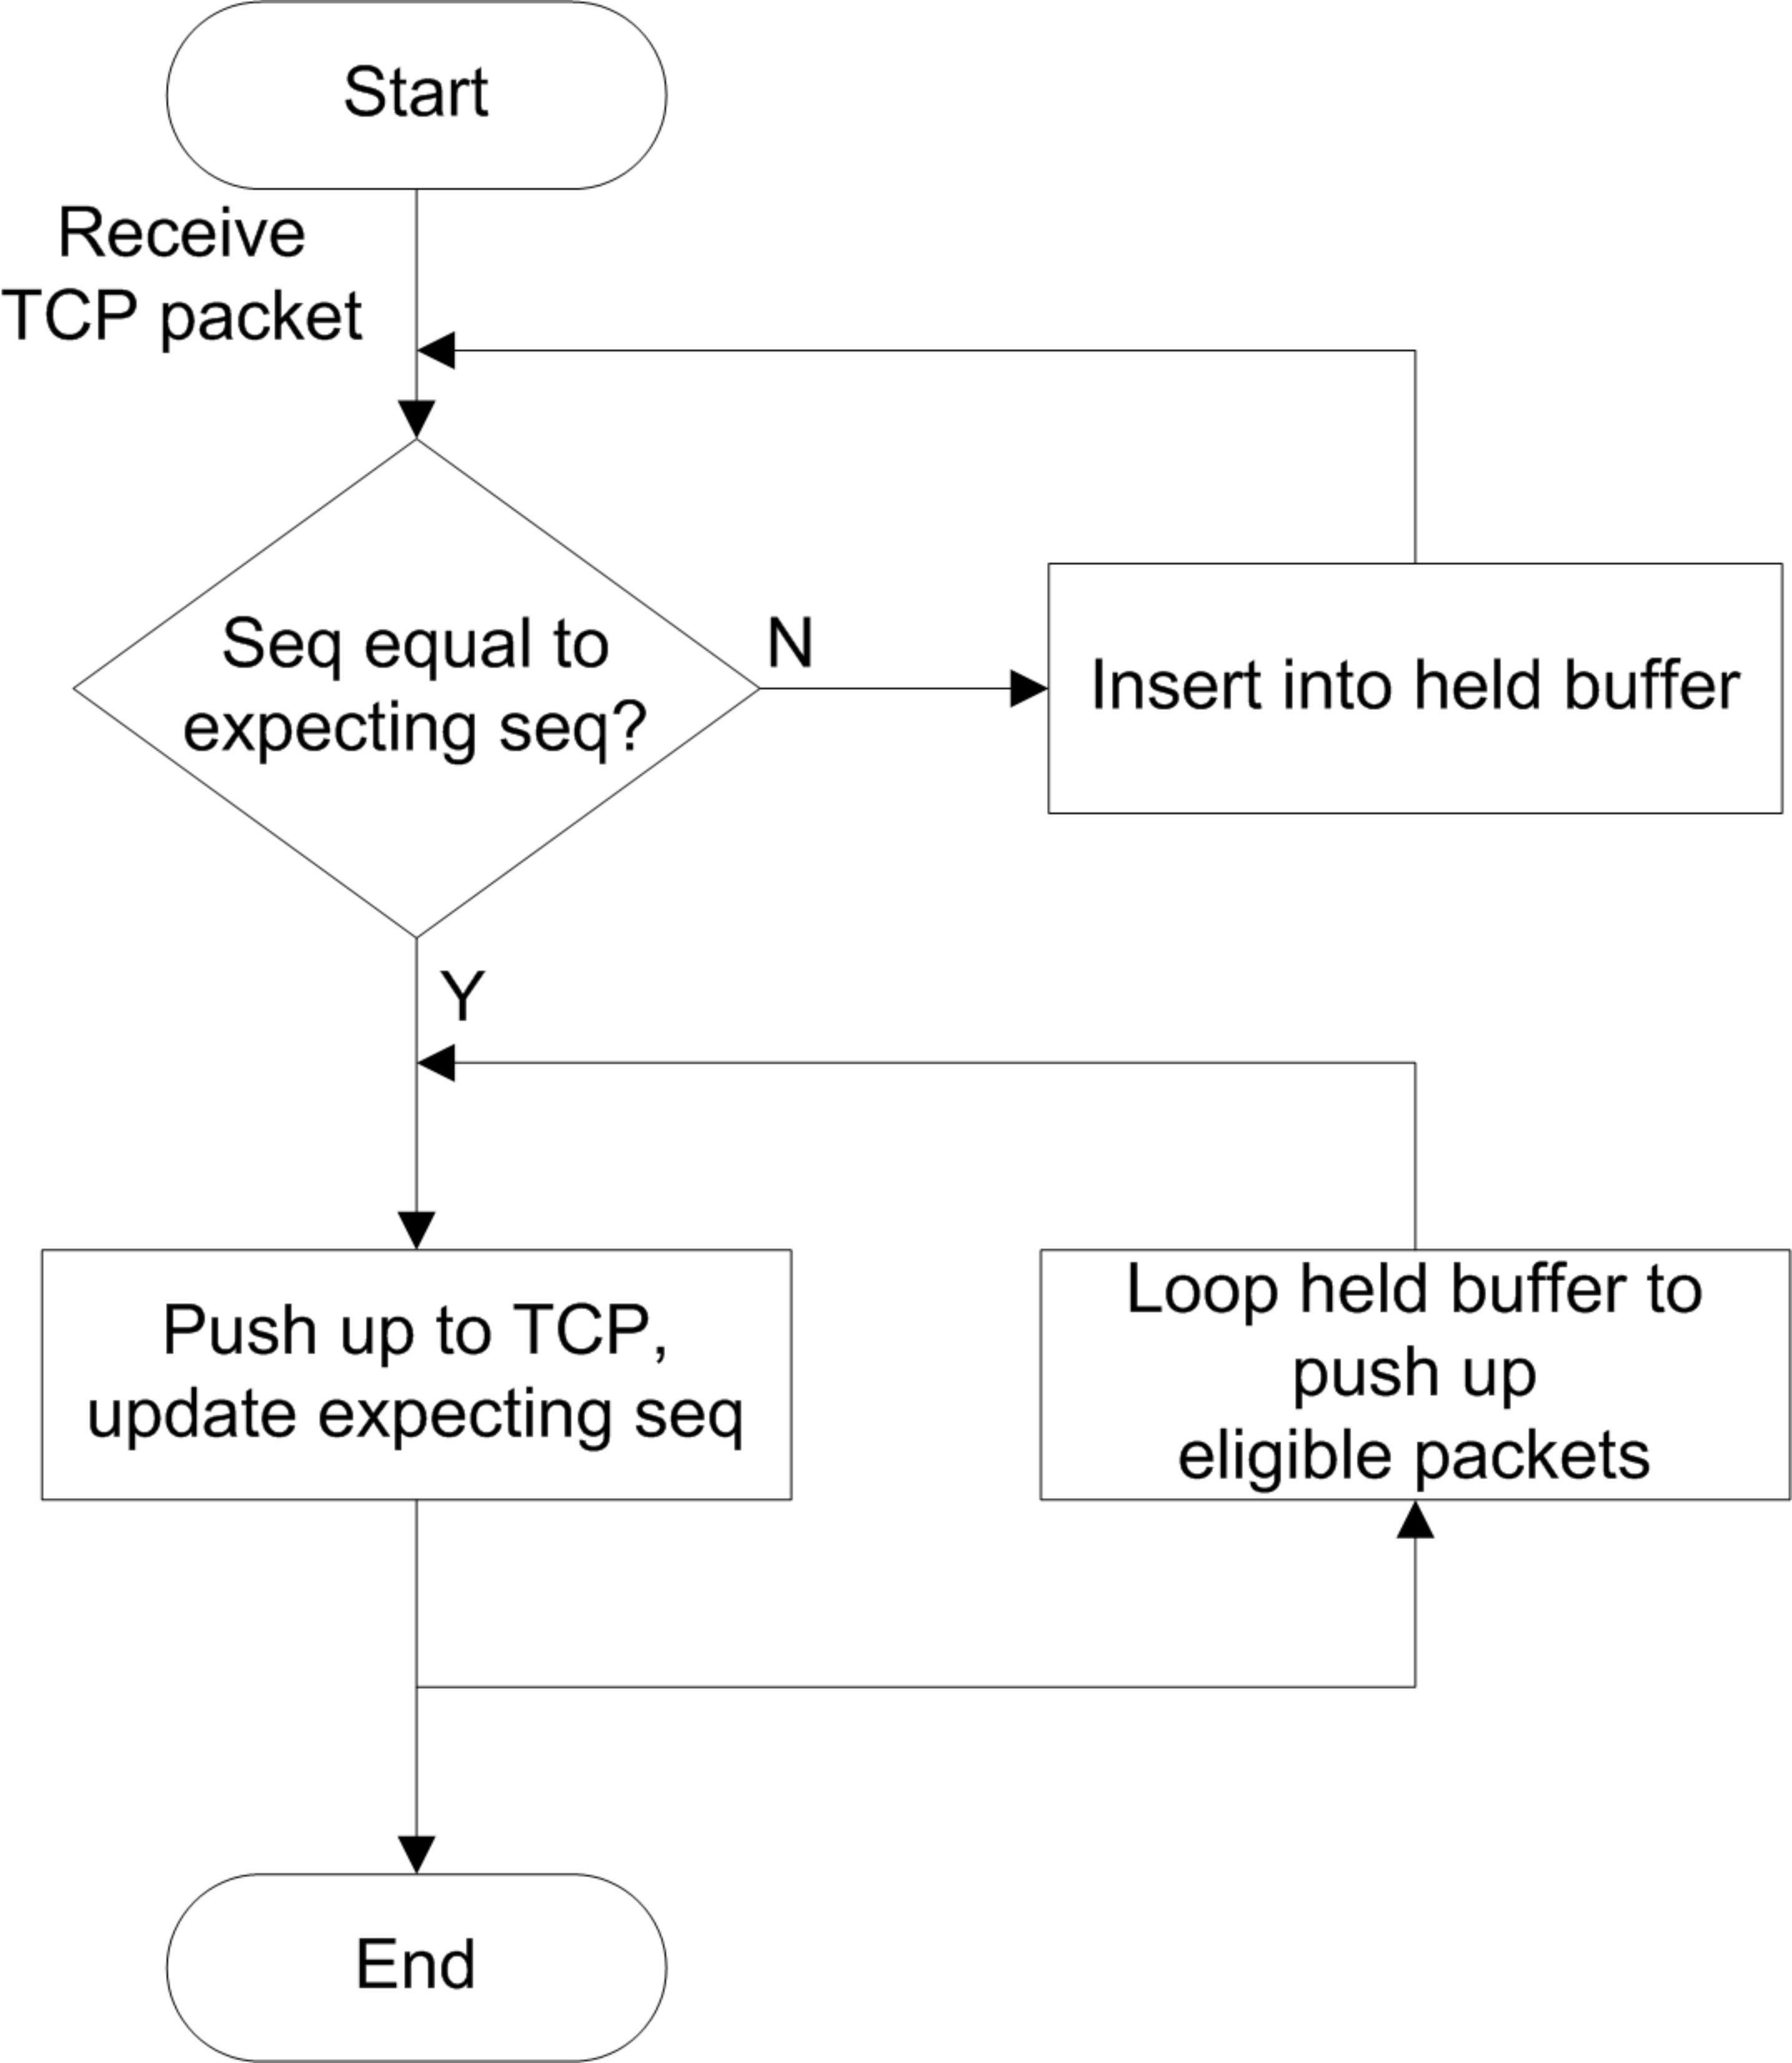 Start
Receive
TCP packet
Seq equal to
expecting seq?
N
Insert into held buffer
Y
Push up to TCP,
update expecting seq
Loop held buffer to
push up
eligible packets
End